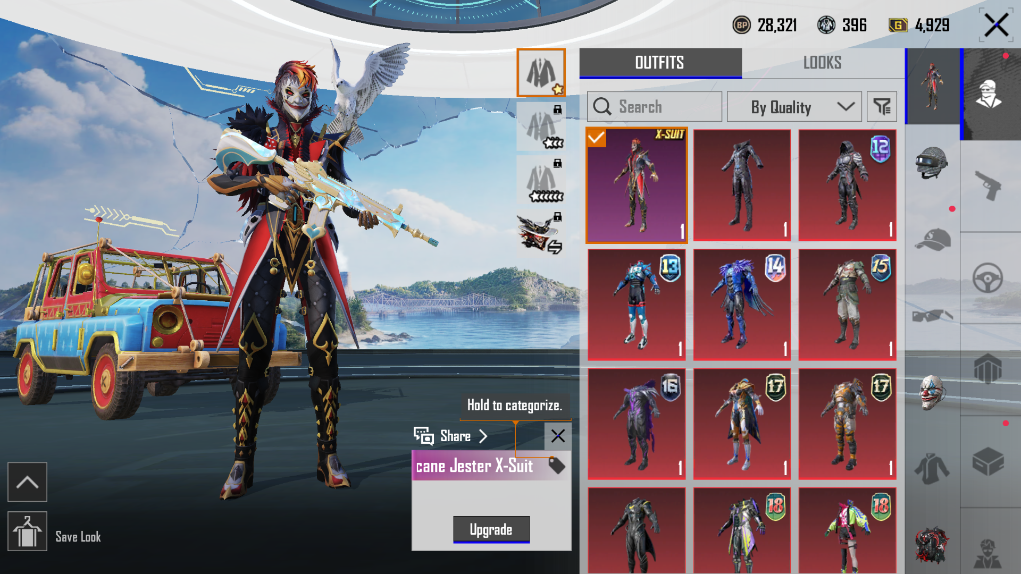 BP 28,321
396
G 4,929
OUTFITS
LOOKS
Search
By Quality
X-SUIT
1
1
12
1
13
1
14
1
15
1
16
1
17
1
17
1
18
18
Hold to categorize.
Share
cane Jester X-Suit
Upgrade
Save Look